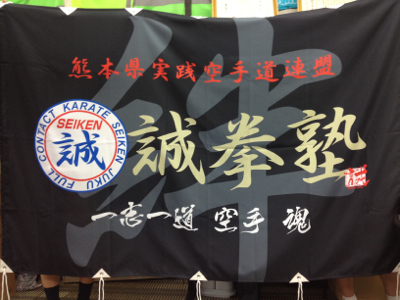 絆
熊本県実践空手道連盟
FULL CONTACT KARATE SEIKEN JUKU
SEIKEN
誠
誠拳塾
一志一道 空手 魂